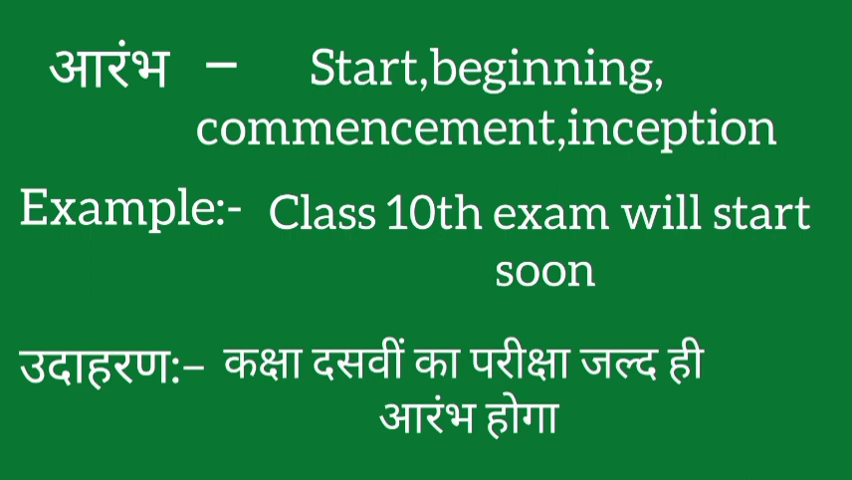 आरंभ – Start,beginning,
commencement,inception
Example:- Class 10th exam will start
soon
उदाहरण:– कक्षा दसवीं का परीक्षा जल्द ही
आरंभ होगा